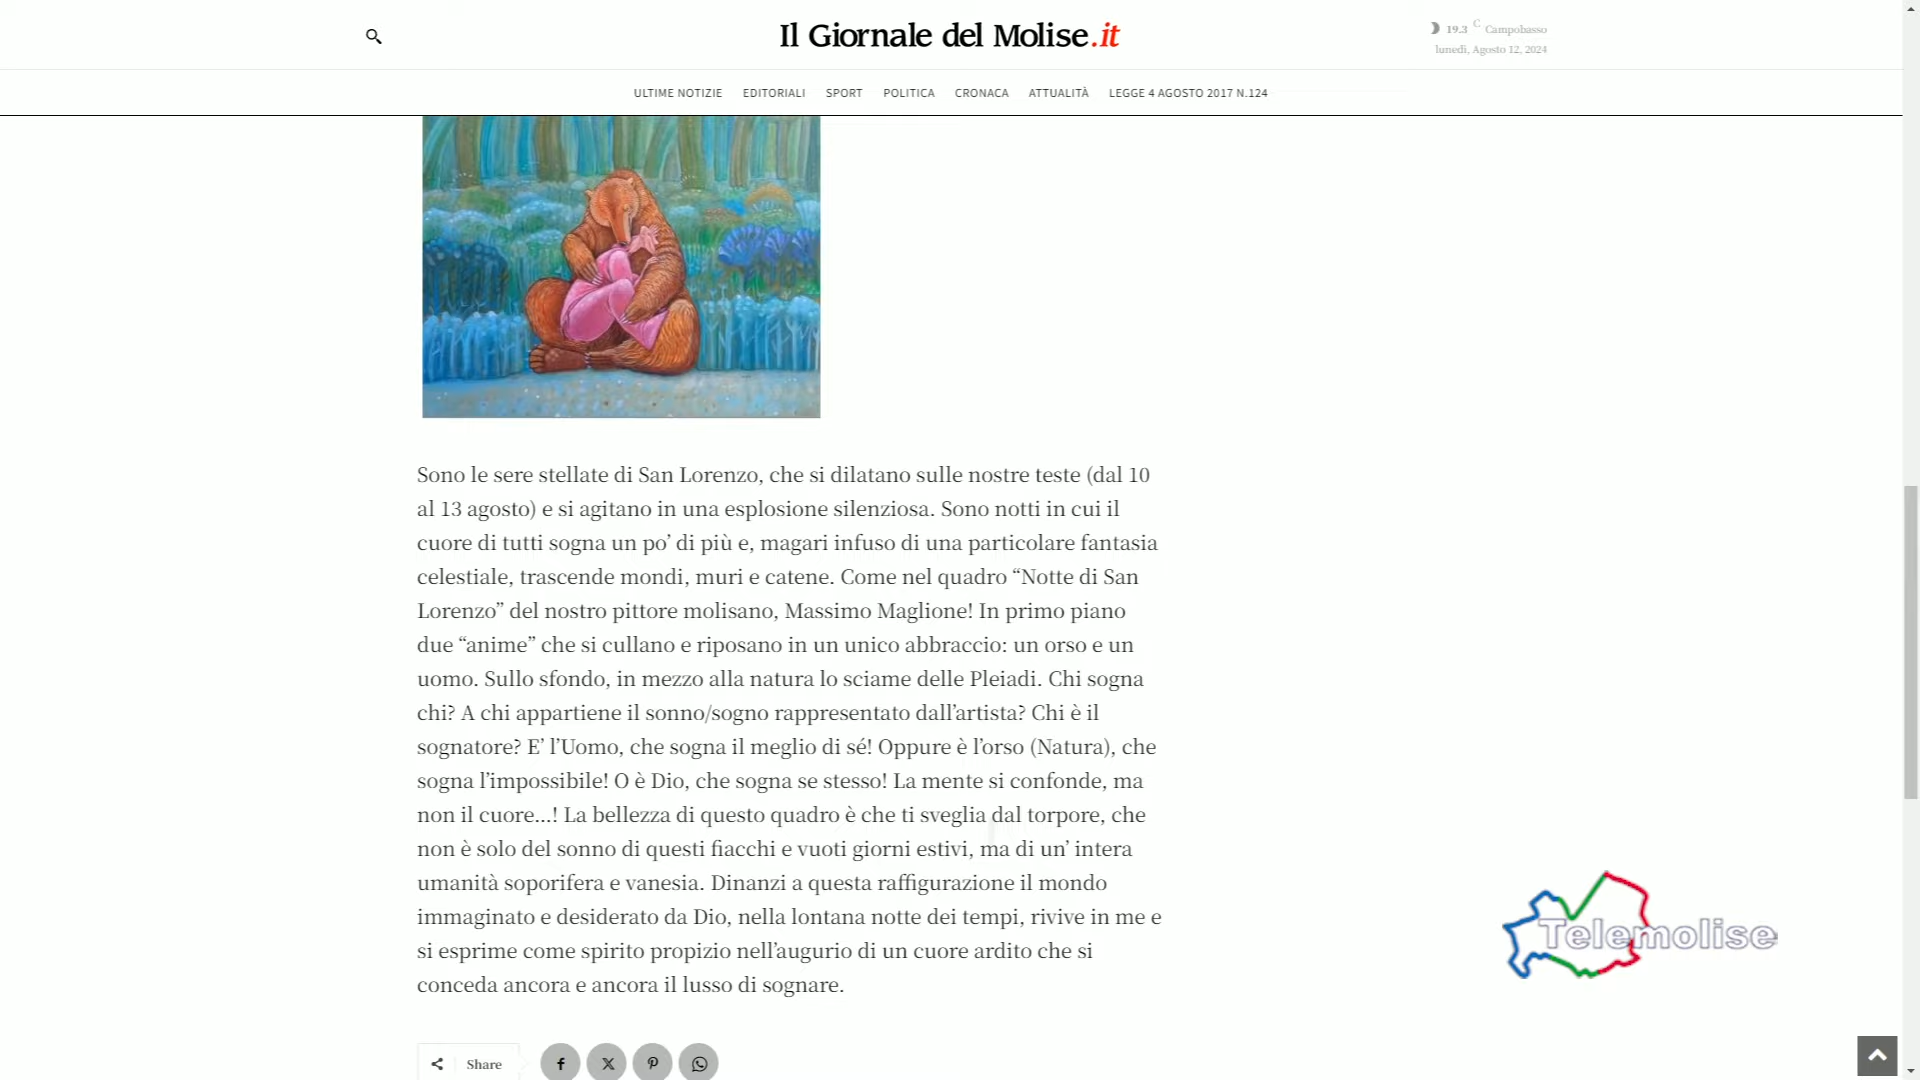 Il Giornale del Molise.it
19.3 C Campobasso
lunedì, Agosto 12, 2024
ULTIME NOTIZIE EDITORIALI SPORT POLITICA CRONACA ATTUALITÀ LEGGE 4 AGOSTO 2017 N.124
Sono le sere stellate di San Lorenzo, che si dilatano sulle nostre teste (dal 10
al 13 agosto) e si agitano in una esplosione silenziosa. Sono notti in cui il
cuore di tutti sogna un po’ di più e, magari infuso di una particolare fantasia
celestiale, trascende mondi, muri e catene. Come nel quadro “Notte di San
Lorenzo” del nostro pittore molisano, Massimo Maglione! In primo piano
due “anime” che si cullano e riposano in un unico abbraccio: un orso e un
uomo. Sullo sfondo, in mezzo alla natura lo sciame delle Pleiadi. Chi sogna
chi? A chi appartiene il sonno/sogno rappresentato dall’artista? Chi è il
sognatore? E’ l’Uomo, che sogna il meglio di sé! Oppure è l’orso (Natura), che
sogna l’impossibile! O è Dio, che sogna se stesso! La mente si confonde, ma
non il cuore…! La bellezza di questo quadro è che ti sveglia dal torpore, che
non è solo del sonno di questi fiacchi e vuoti giorni estivi, ma di un’ intera
umanità soporifera e vanesia. Dinanzi a questa raffigurazione il mondo
immaginato e desiderato da Dio, nella lontana notte dei tempi, rivive in me e
si esprime come spirito propizio nell’augurio di un cuore ardito che si
conceda ancora e ancora il lusso di sognare.
Telemolise
Share